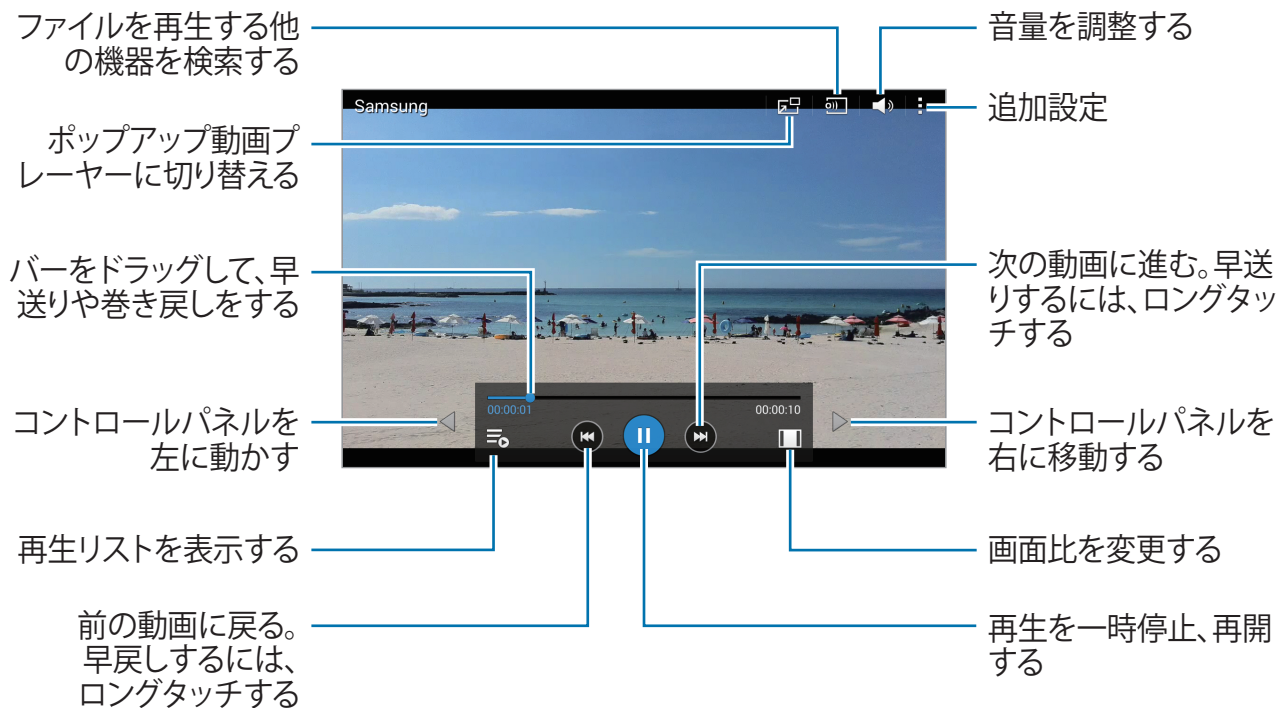 ファイルを再生する他
の機器を検索する
ポップアップ動画プ
レーヤーに切り替える
バーをドラッグして、早
送りや巻き戻しをする
コントロールパネルを
左に動かす
再生リストを表示する
前の動画に戻る。
早戻しするには、
ロングタッチする
Samsung
00:00:01
00:00:10
音量を調整する
追加設定
次の動画に進む。早送
りするには、ロングタッ
チする
コントロールパネルを
右に移動する
画面比を変更する
再生を一時停止、再開
する